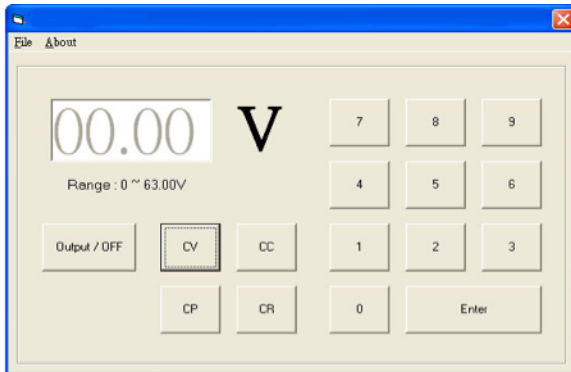 File About
00.00 V
Range : 0 ~ 63.00V
7 8 9
4 5 6
Output / OFF CV CC 1 2 3
CP CR 0 Enter